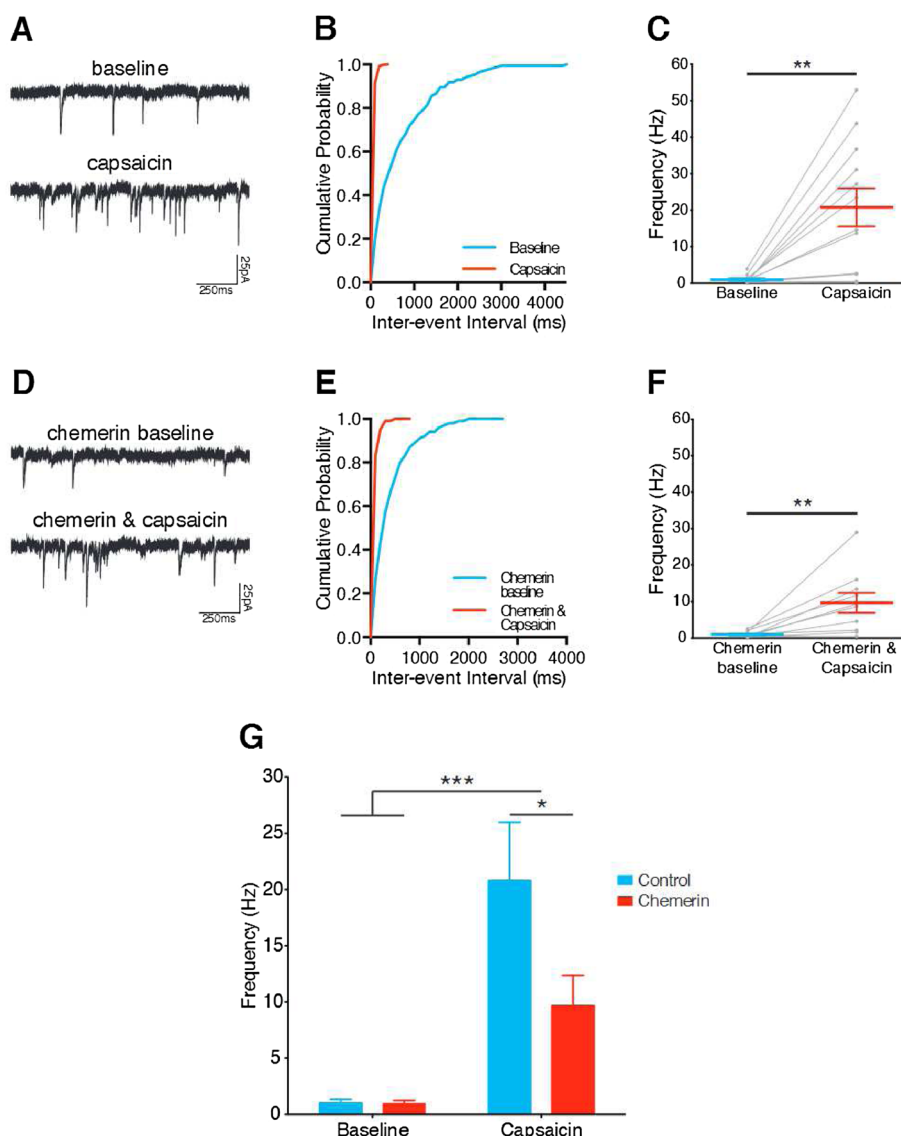 A
baseline
capsaicin
25pA
250ms
B
Cumulative Probability
1.0
0.8
0.6
0.4
0.2
0.0
Baseline
Capsaicin
0 1000 2000 3000 4000
Inter-event Interval (ms)
C
**
Frequency (Hz)
60
50
40
30
20
10
0
Baseline Capsaicin
D
chemerin baseline
chemerin & capsaicin
25pA
250ms
E
Cumulative Probability
1.0
0.8
0.6
0.4
0.2
0.0
Chemerin
baseline
Chemerin &
Capsaicin
0 1000 2000 3000 4000
Inter-event Interval (ms)
F
**
Frequency (Hz)
60
50
40
30
20
10
0
Chemerin Chemerin &
baseline Capsaicin
G
***
*
Frequency (Hz)
30
25
20
15
10
5
0
Control
Chemerin
Baseline Capsaicin